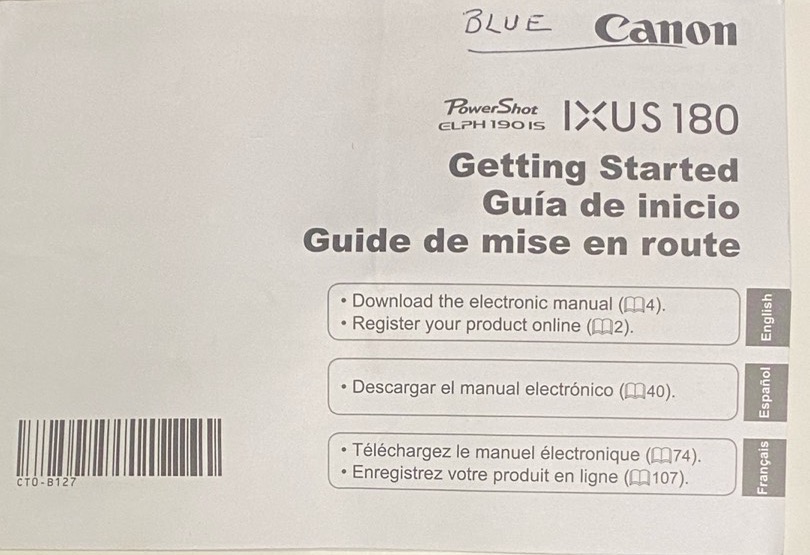 BLUE Canon
PowerShot
ELPH 190 IS
IXUS 180
Getting Started
Guía de inicio
Guide de mise en route
• Download the electronic manual (4).
• Register your product online (2).
English
• Descargar el manual electrónico (40).
Español
• Téléchargez le manuel électronique (74).
• Enregistrez votre produit en ligne (107).
Français
CT0-B127